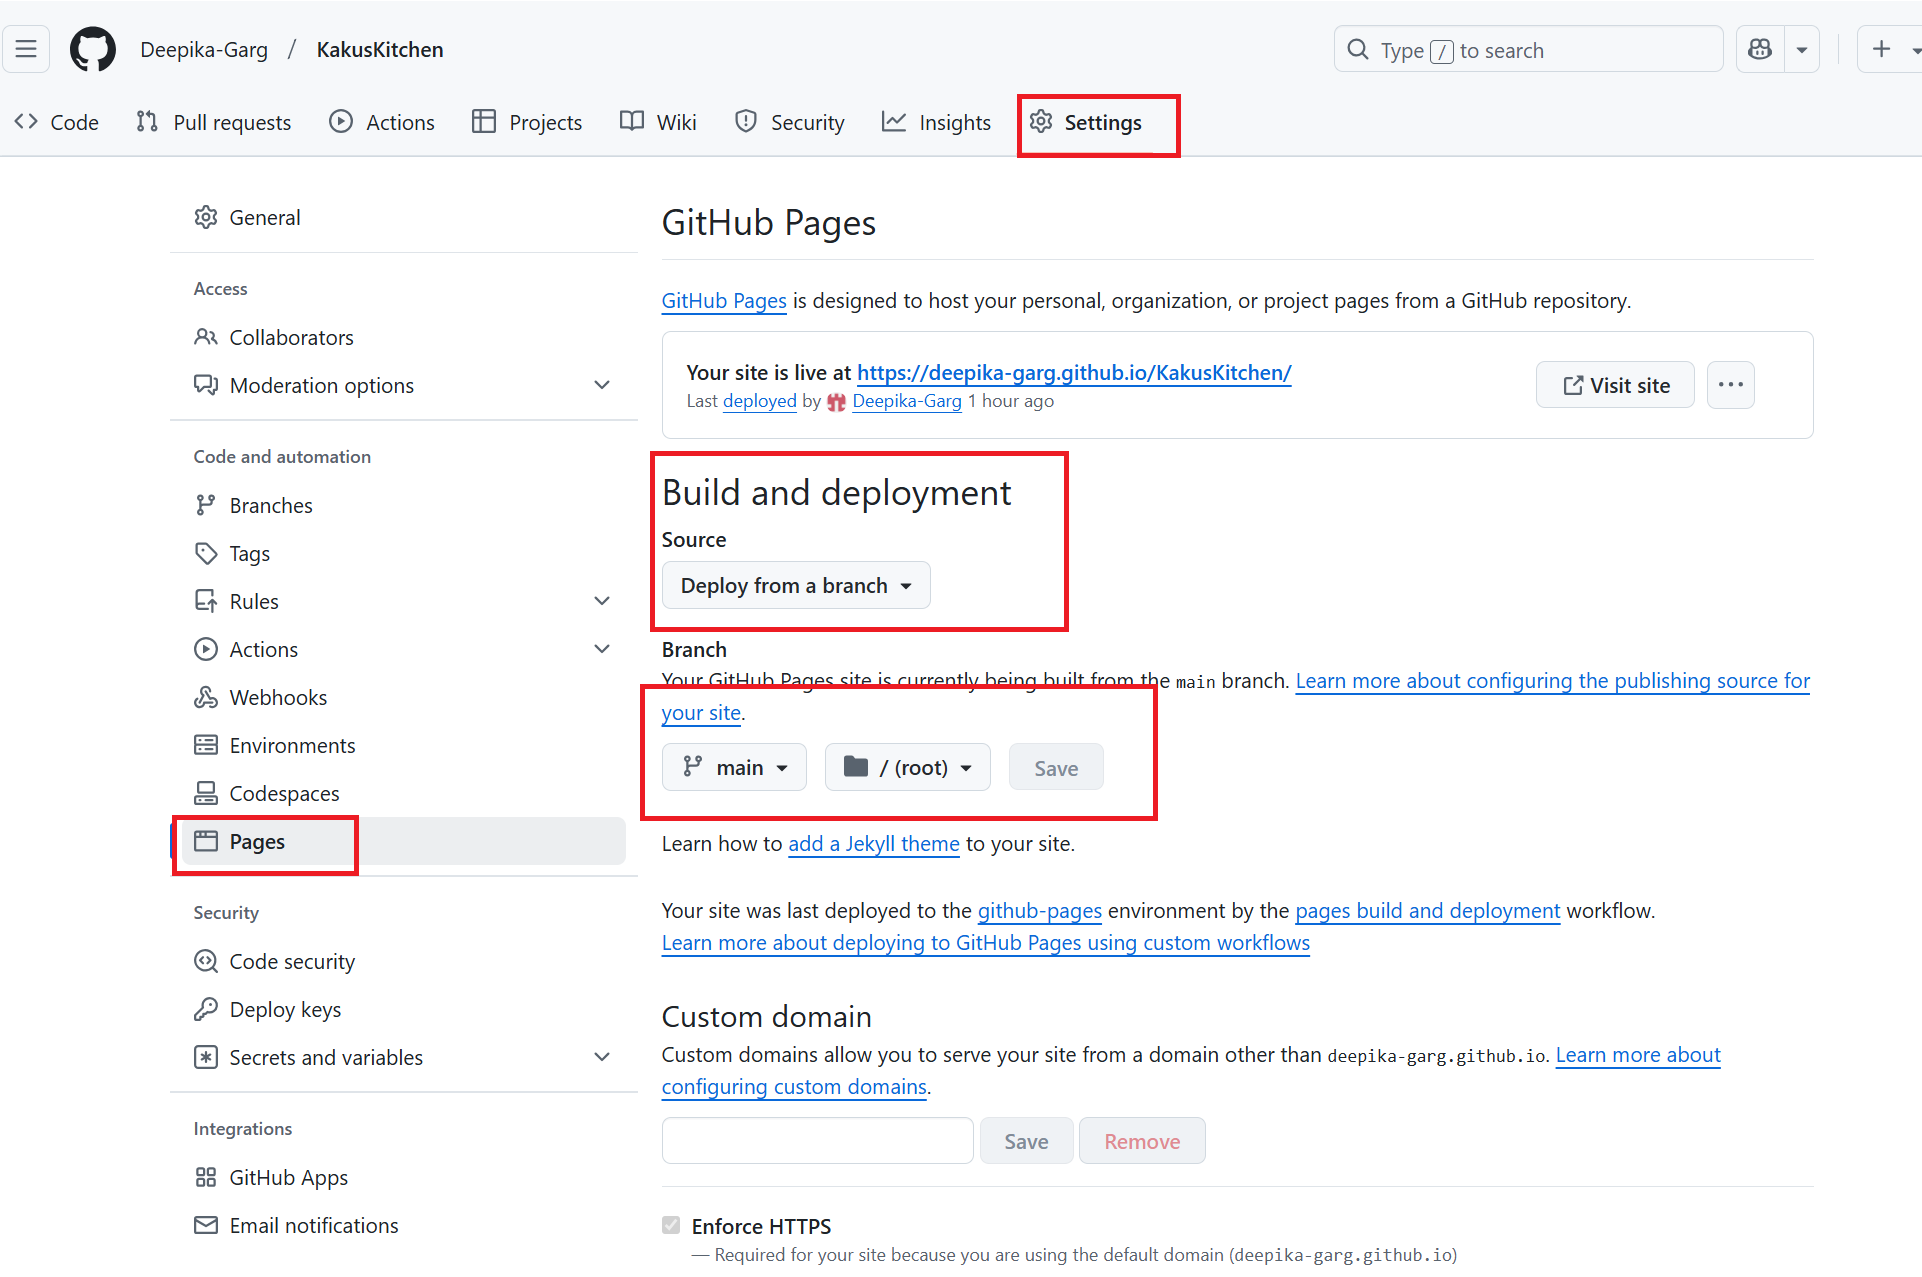 Deepika-Garg / KakusKitchen
Type / to search
Code Pull requests Actions Projects Wiki Security Insights Settings
General
Access
Collaborators
Moderation options
Code and automation
Branches
Tags
Rules
Actions
Webhooks
Environments
Codespaces
Pages
Security
Code security
Deploy keys
Secrets and variables
Integrations
GitHub Apps
Email notifications
GitHub Pages
GitHub Pages is designed to host your personal, organization, or project pages from a GitHub repository.
Your site is live at https://deepika-garg.github.io/KakusKitchen/
Last deployed by Deepika-Garg 1 hour ago
Visit site
Build and deployment
Source
Deploy from a branch
Branch
Your GitHub Pages site is currently being built from the main branch. Learn more about configuring the publishing source for
your site.
main / (root) Save
Learn how to add a Jekyll theme to your site.
Your site was last deployed to the github-pages environment by the pages build and deployment workflow.
Learn more about deploying to GitHub Pages using custom workflows
Custom domain
Custom domains allow you to serve your site from a domain other than deepika-garg.github.io. Learn more about
configuring custom domains.
Save Remove
Enforce HTTPS
— Required for your site because you are using the default domain (deepika-garg.github.io)